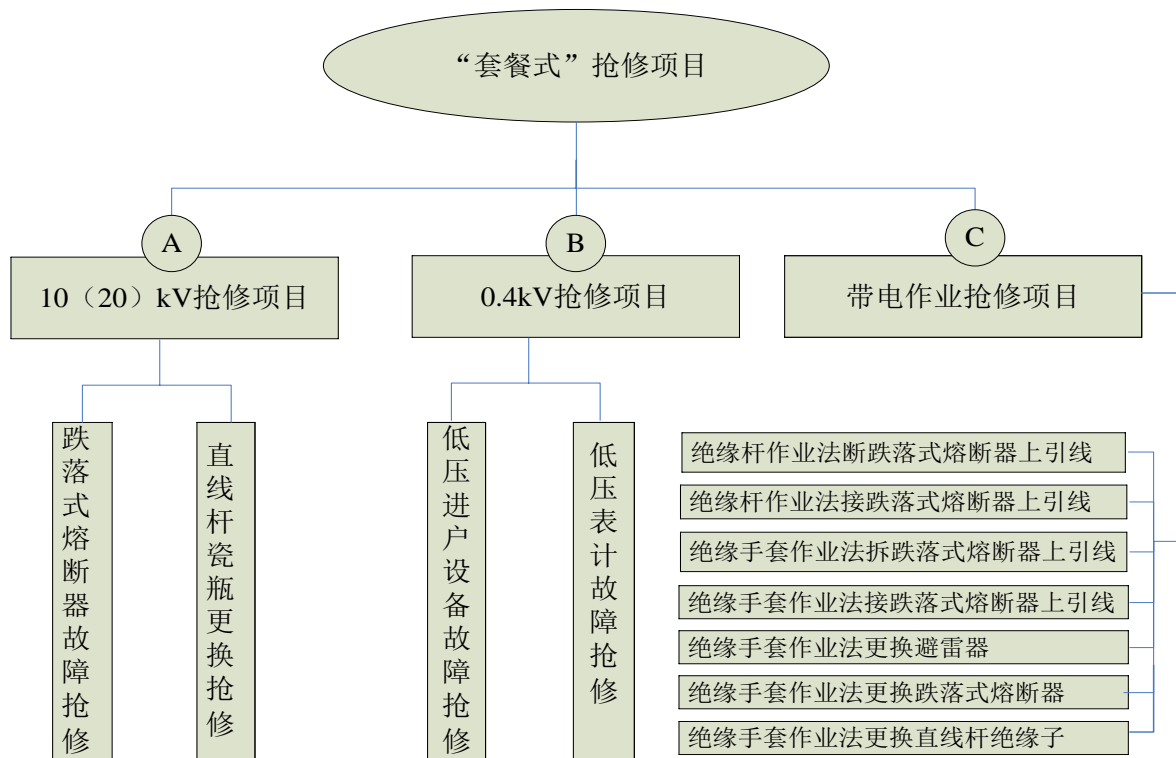 “套餐式”抢修项目
A
B
C
10（20）kV抢修项目
0.4kV抢修项目
带电作业抢修项目
跌落式熔断器故障抢修
直线杆瓷瓶更换抢修
低压进户设备故障抢修
低压表计故障抢修
绝缘杆作业法断跌落式熔断器上引线
绝缘杆作业法接跌落式熔断器上引线
绝缘手套作业法拆跌落式熔断器上引线
绝缘手套作业法接跌落式熔断器上引线
绝缘手套作业法更换避雷器
绝缘手套作业法更换跌落式熔断器
绝缘手套作业法更换直线杆绝缘子